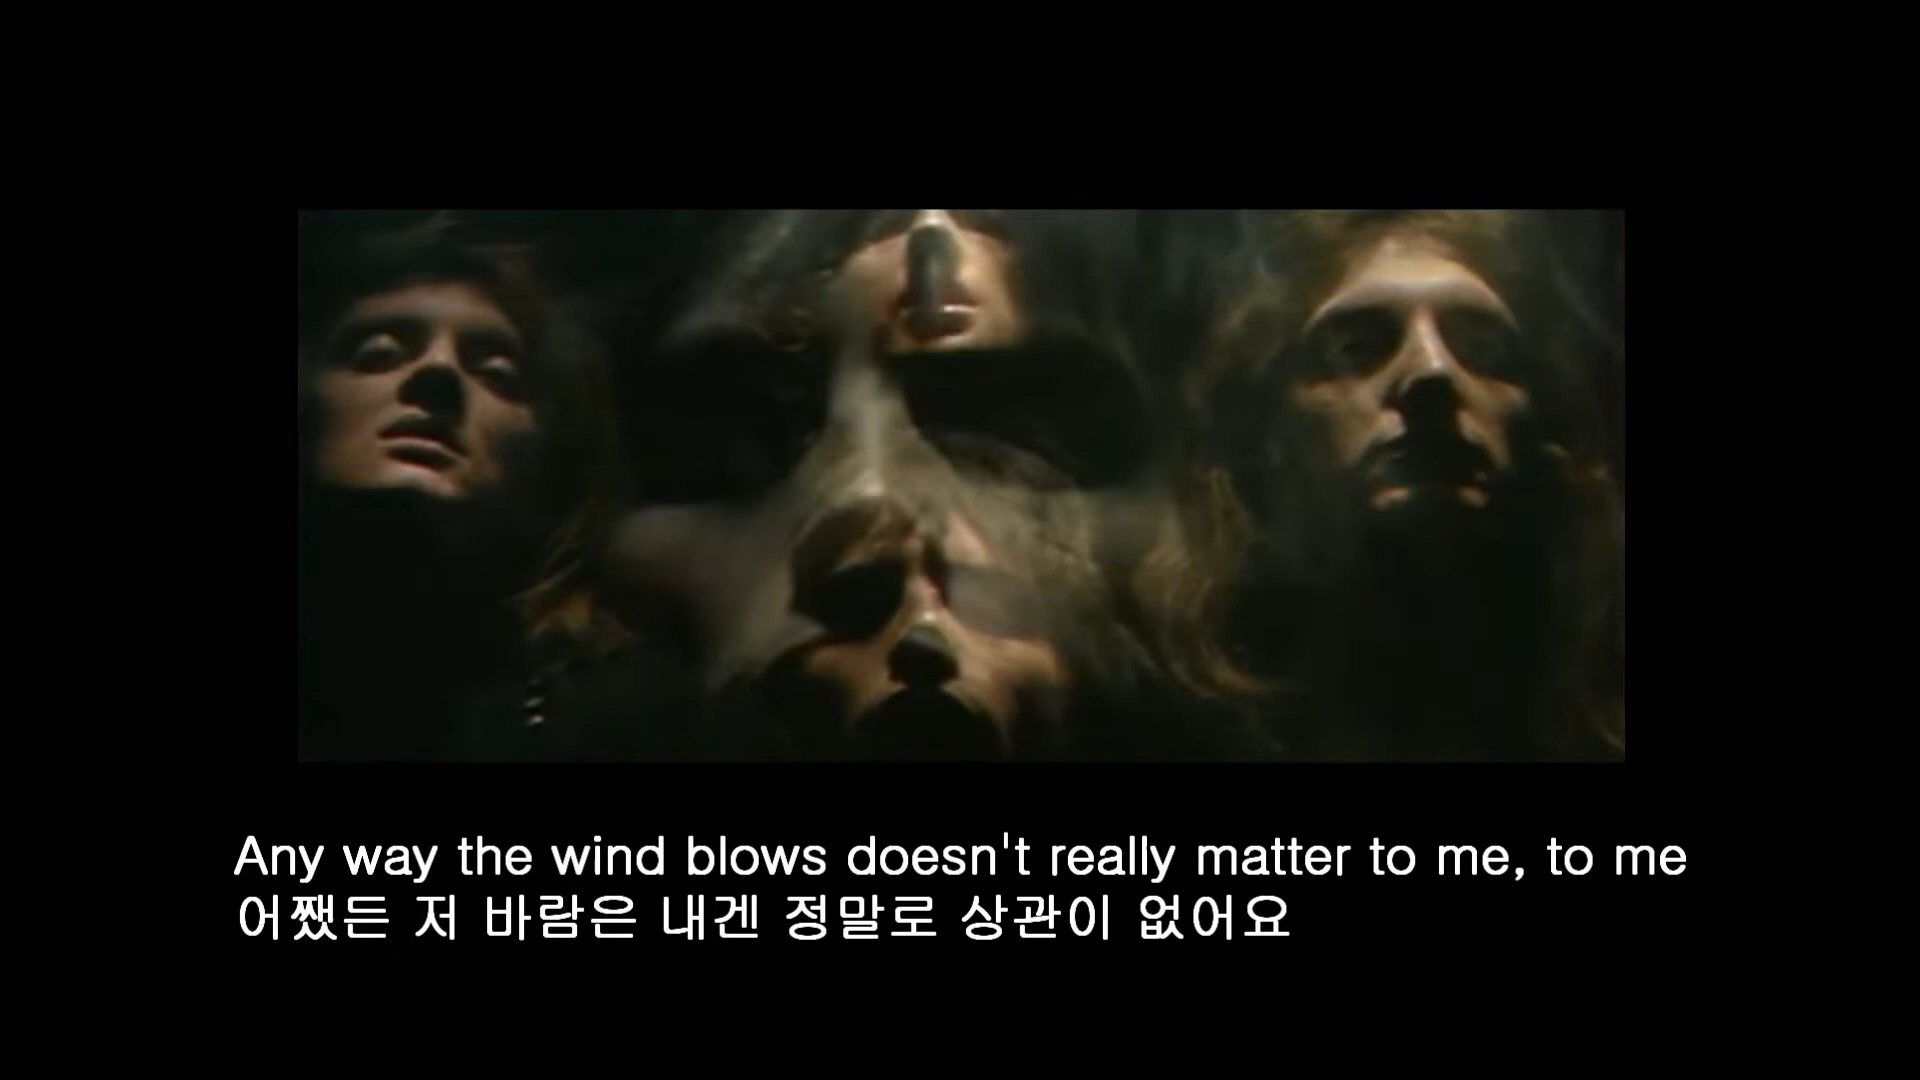 Any way the wind blows doesn't really matter to me, to me
어쨌든 저 바람은 내겐 정말로 상관이 없어요